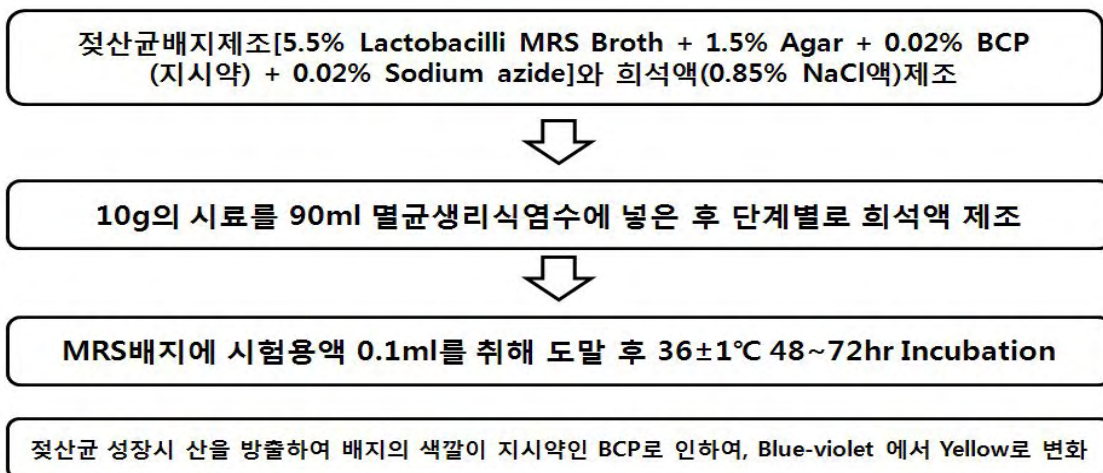 젖산균배지제조[5.5% Lactobacilli MRS Broth + 1.5% Agar + 0.02% BCP
(지시약) + 0.02% Sodium azide]와 희석액(0.85% NaCl액)제조
10g의 시료를 90ml 멸균생리식염수에 넣은 후 단계별로 희석액 제조
MRS배지에 시험용액 0.1ml를 취해 도말 후 36±1℃ 48~72hr Incubation
젖산균 성장시 산을 방출하여 배지의 색깔이 지시약인 BCP로 인하여, Blue-violet 에서 Yellow로 변화